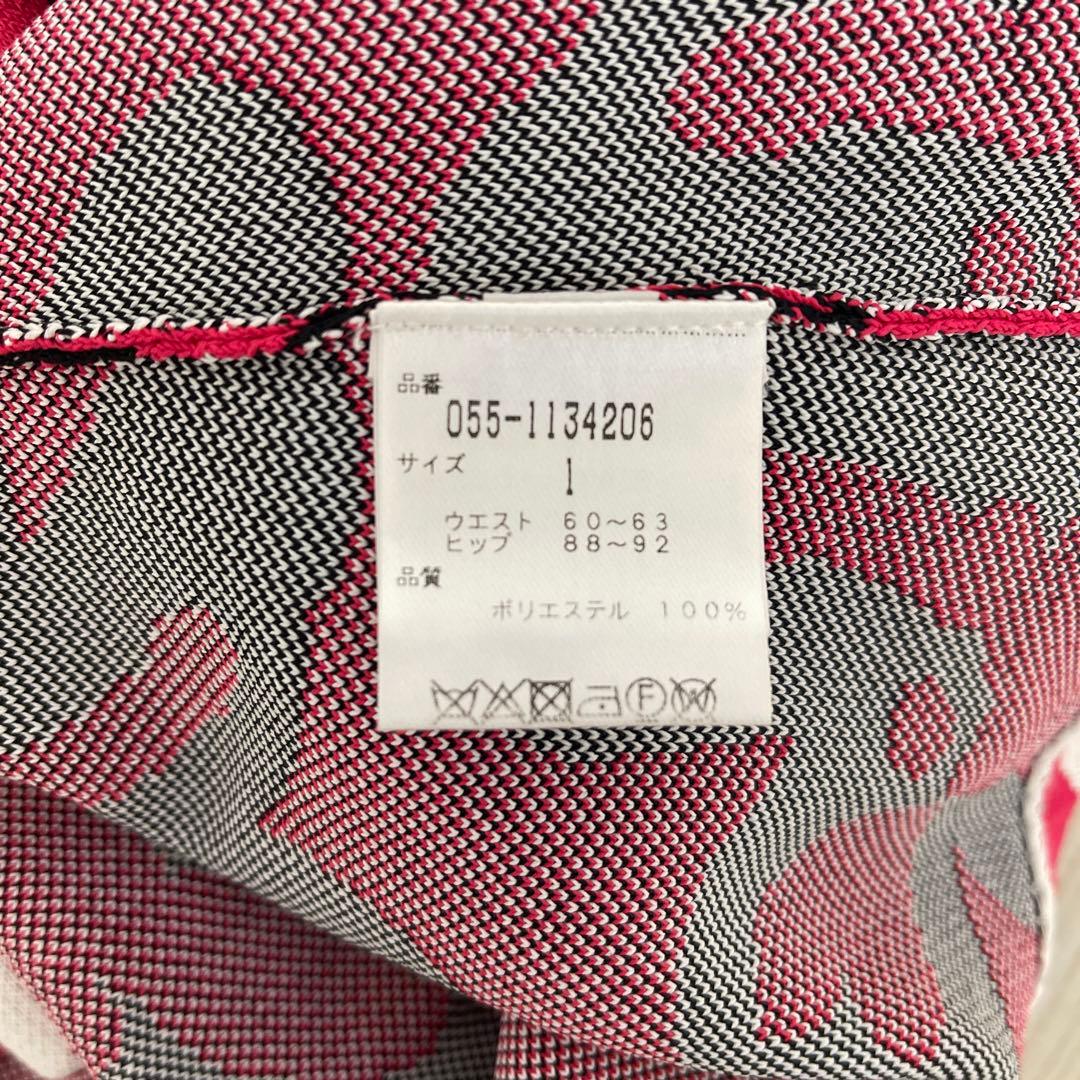 品番
055-1134206
サイズ
1
ウエスト 60～63
ヒップ 88～92
品質
ポリエステル 100%
F W